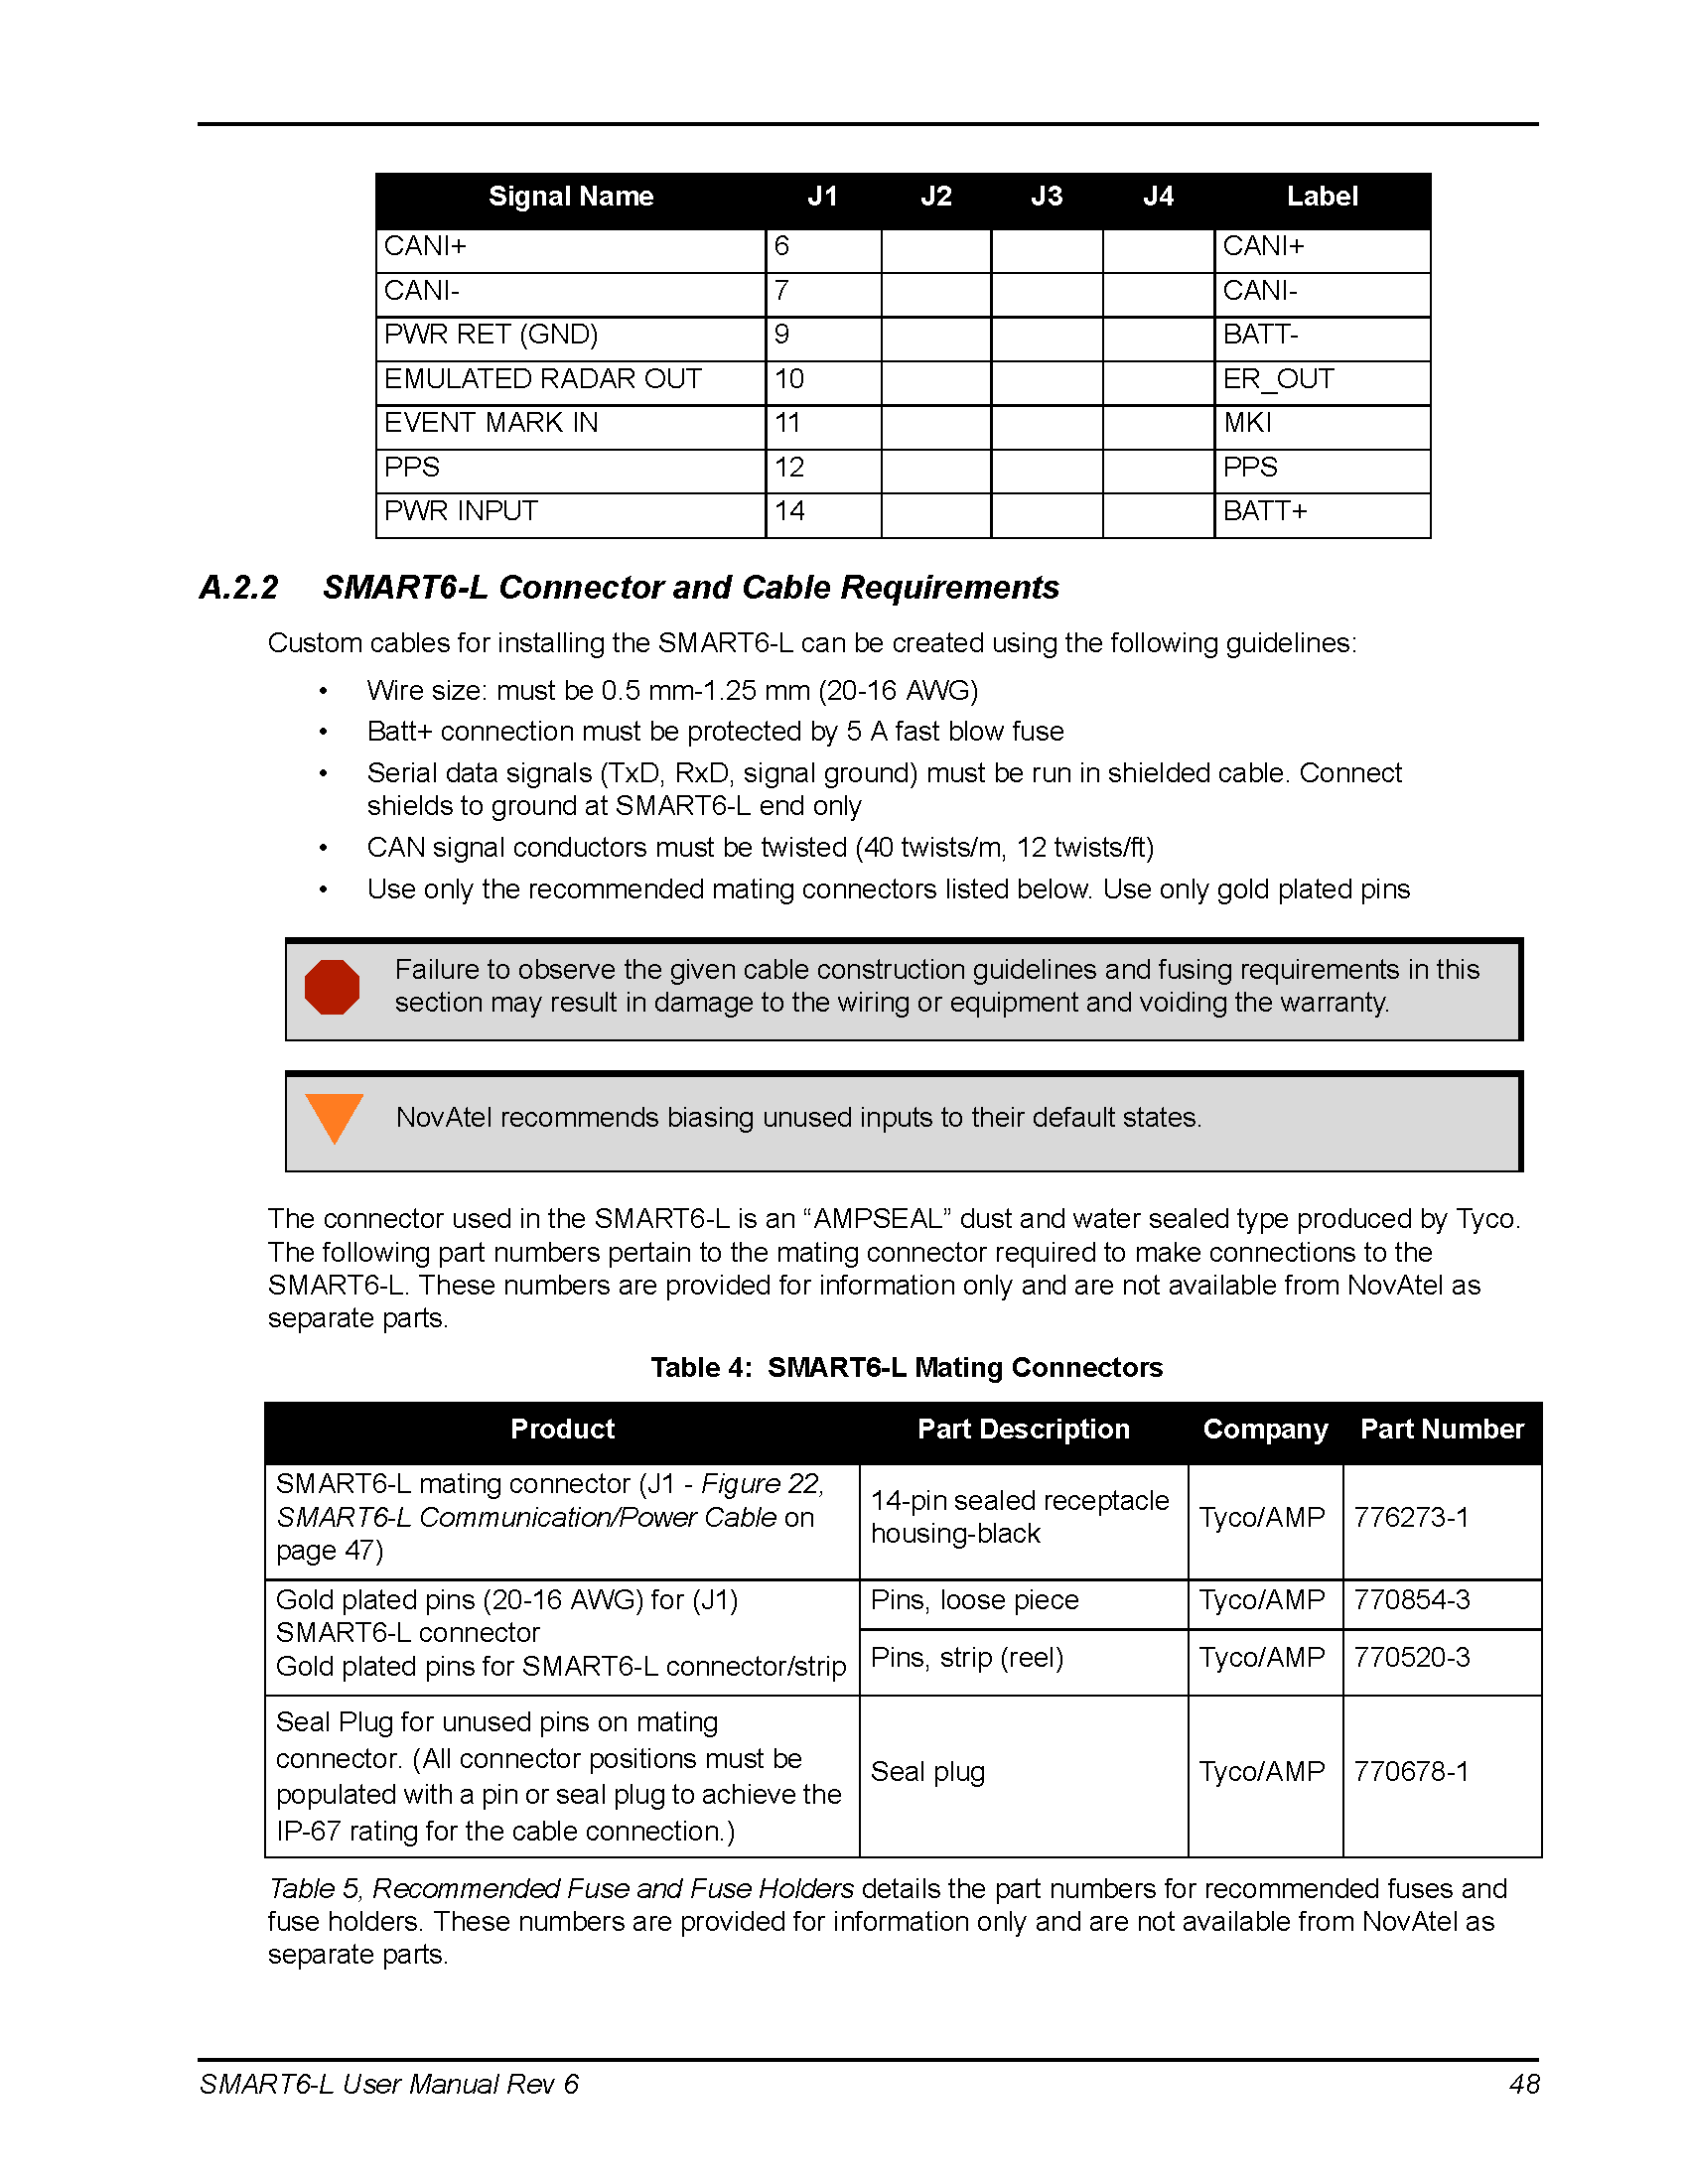 Signal Name J1 J2 J3 J4 Label
CANI+ 6 CANI+
CANI- 7 CANI-
PWR RET (GND) 9 BATT-
EMULATED RADAR OUT 10 ER_OUT
EVENT MARK IN 11 MKI
PPS 12 PPS
PWR INPUT 14 BATT+
A.2.2 SMART6-L Connector and Cable Requirements
Custom cables for installing the SMART6-L can be created using the following guidelines:
• Wire size: must be 0.5 mm-1.25 mm (20-16 AWG)
• Batt+ connection must be protected by 5 A fast blow fuse
• Serial data signals (TxD, RxD, signal ground) must be run in shielded cable. Connect
shields to ground at SMART6-L end only
• CAN signal conductors must be twisted (40 twists/m, 12 twists/ft)
• Use only the recommended mating connectors listed below. Use only gold plated pins
Failure to observe the given cable construction guidelines and fusing requirements in this
section may result in damage to the wiring or equipment and voiding the warranty.
NovAtel recommends biasing unused inputs to their default states.
The connector used in the SMART6-L is an “AMPSEAL” dust and water sealed type produced by Tyco.
The following part numbers pertain to the mating connector required to make connections to the
SMART6-L. These numbers are provided for information only and are not available from NovAtel as
separate parts.
Table 4: SMART6-L Mating Connectors
Product Part Description Company Part Number
SMART6-L mating connector (J1 - Figure 22,
SMART6-L Communication/Power Cable on
page 47)
14-pin sealed receptacle
housing-black
Tyco/AMP 776273-1
Gold plated pins (20-16 AWG) for (J1)
SMART6-L connector
Gold plated pins for SMART6-L connector/strip
Pins, loose piece Tyco/AMP 770854-3
Pins, strip (reel) Tyco/AMP 770520-3
Seal Plug for unused pins on mating
connector. (All connector positions must be
populated with a pin or seal plug to achieve the
IP-67 rating for the cable connection.)
Seal plug Tyco/AMP 770678-1
Table 5, Recommended Fuse and Fuse Holders details the part numbers for recommended fuses and
fuse holders. These numbers are provided for information only and are not available from NovAtel as
separate parts.
SMART6-L User Manual Rev 6 48